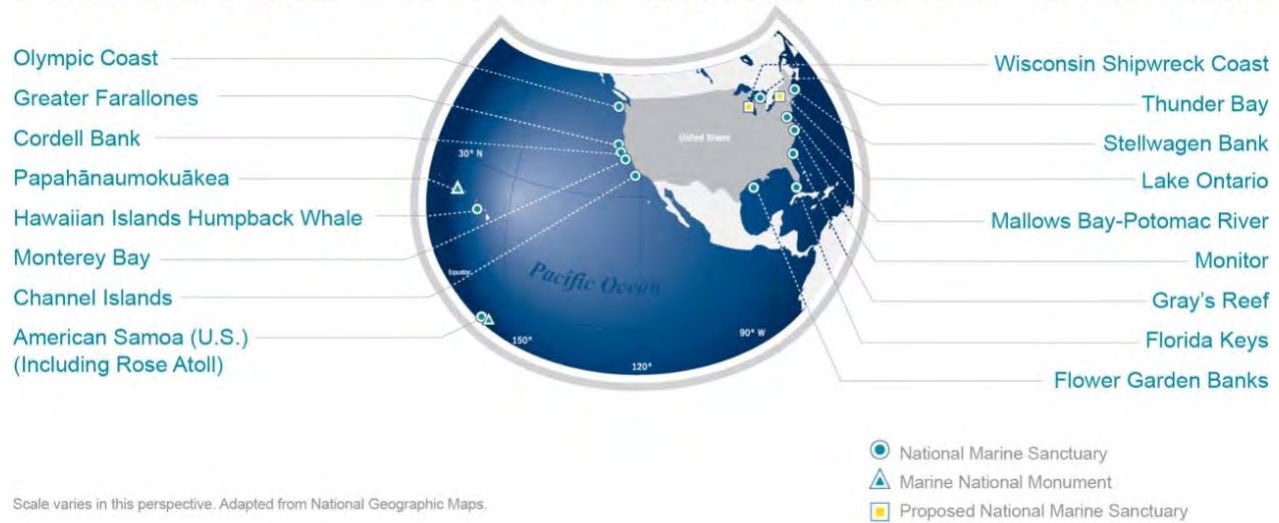 Olympic Coast
Greater Farallones
Cordell Bank
Papahānaumokuākea
Hawaiian Islands Humpback Whale
Monterey Bay
Channel Islands
American Samoa (U.S.)
(Including Rose Atoll)
30° N
United States
Equator
Pacific Ocean
150°
120°
90° W
Wisconsin Shipwreck Coast
Thunder Bay
Stellwagen Bank
Lake Ontario
Mallows Bay-Potomac River
Monitor
Gray's Reef
Florida Keys
Flower Garden Banks
National Marine Sanctuary
Marine National Monument
Proposed National Marine Sanctuary
Scale varies in this perspective. Adapted from National Geographic Maps.